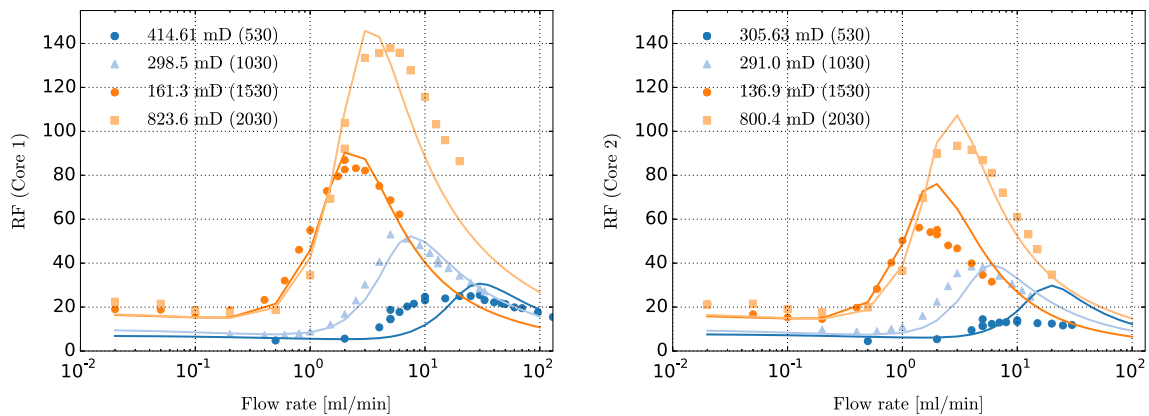 RF (Core 1)
140
120
100
80
60
40
20
0
414.61 mD (530)
298.5 mD (1030)
161.3 mD (1530)
823.6 mD (2030)
10^-2
10^-1
10^0
10^1
10^2
Flow rate [ml/min]
RF (Core 2)
140
120
100
80
60
40
20
0
305.63 mD (530)
291.0 mD (1030)
136.9 mD (1530)
800.4 mD (2030)
10^-2
10^-1
10^0
10^1
10^2
Flow rate [ml/min]